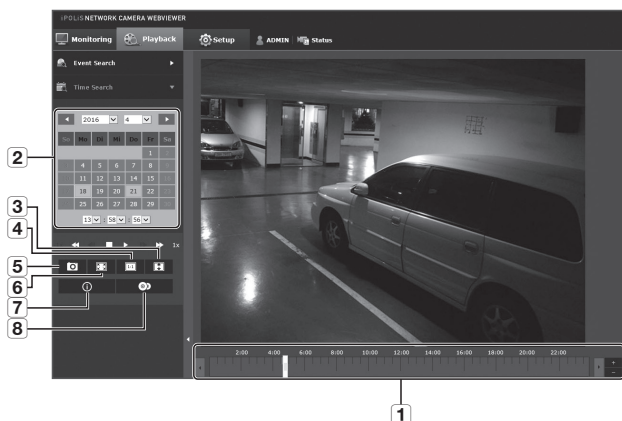 iPOLiS NETWORK CAMERA WEBVIEWER
Monitoring Playback Setup ADMIN Status
Event Search
Time Search
2016 4
So Mo Di Mi Do Fr Sa
1
4 5 6 7 8
11 12 13 14 15
18 19 20 21 22
25 26 27 28 29
13 : 58 : 56
1x
1:1
2:00 4:00 6:00 8:00 10:00 12:00 14:00 16:00 18:00 20:00 22:00
2
3
4
5
6
7
8
1